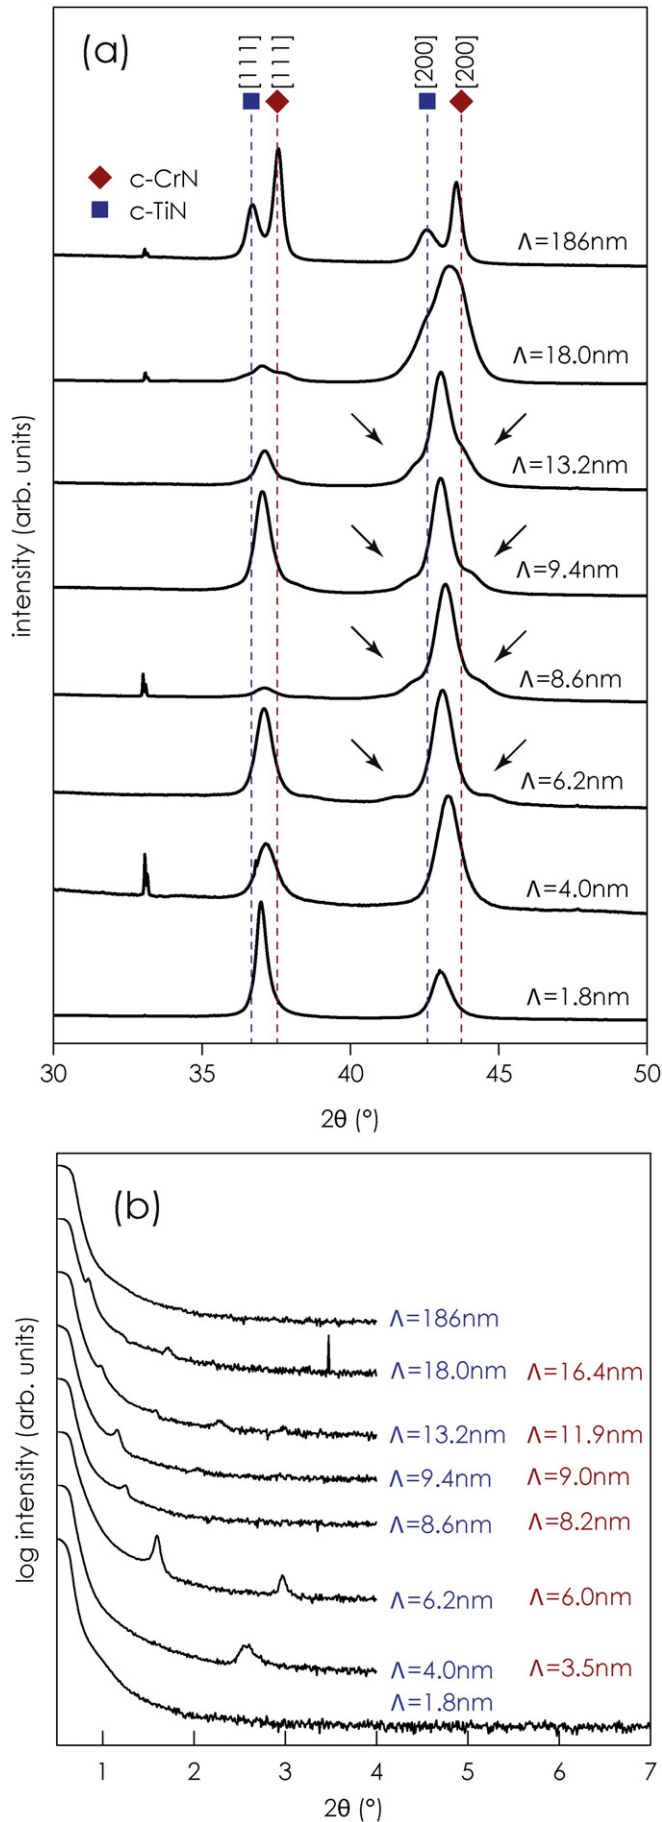 (a)
[111]
[111]
[200]
[200]
c-CrN
c-TiN
Λ=186nm
Λ=18.0nm
Λ=13.2nm
Λ=9.4nm
Λ=8.6nm
Λ=6.2nm
Λ=4.0nm
Λ=1.8nm
intensity (arb. units)
30 35 40 45 50
2θ (°)
(b)
Λ=186nm
Λ=18.0nm Λ=16.4nm
Λ=13.2nm Λ=11.9nm
Λ=9.4nm Λ=9.0nm
Λ=8.6nm Λ=8.2nm
Λ=6.2nm Λ=6.0nm
Λ=4.0nm Λ=3.5nm
Λ=1.8nm
log intensity (arb. units)
1 2 3 4 5 6 7
2θ (°)